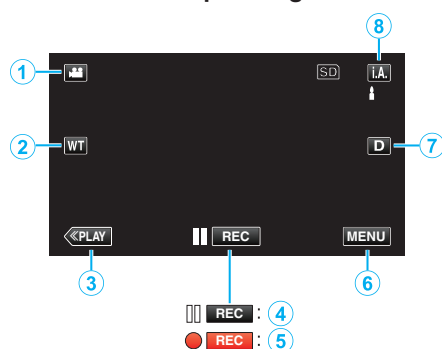 8
1 SD i.A.
2 WT D 7
≪PLAY REC MENU
3 6
REC : 4
REC : 5